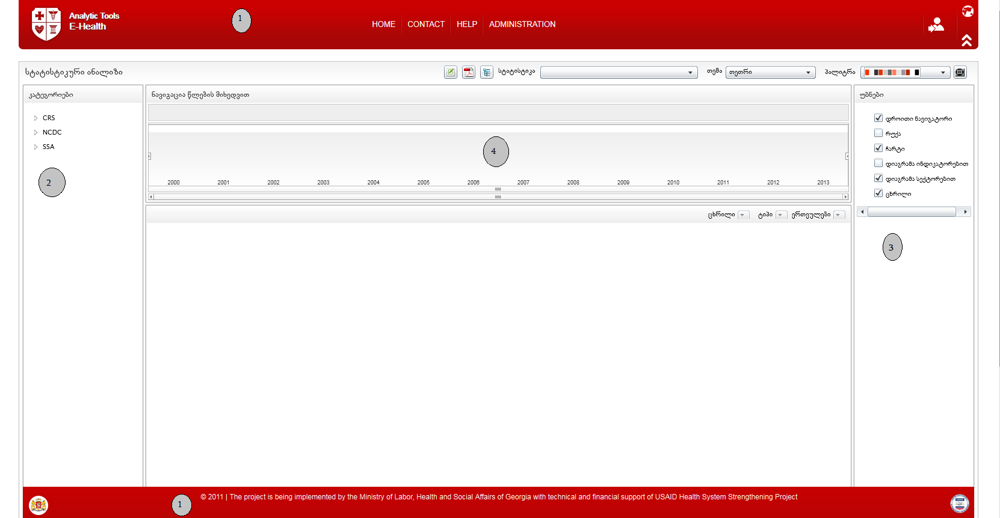 Analytic Tools
E-Health
1
HOME CONTACT HELP ADMINISTRATION
სტატისტიკური ანალიზი
სტატისტიკა
თემა თეთრი
პალიტრა
კატეგორიები
CRS
NCDC
SSA
2
ნავიგაცია წლების მიხედვით
4
2000 2001 2002 2003 2004 2005 2006 2007 2008 2009 2010 2011 2012 2013
ცხრილი ტიპი ერთეულები
უბნები
დროითი ნავიგატორი
რუქა
ჩარტი
დიაგრამა ინდიკატორებით
დიაგრამა სექტორებით
ცხრილი
3
1
© 2011 | The project is being implemented by the Ministry of Labor, Health and Social Affairs of Georgia with technical and financial support of USAID Health System Strengthening Project